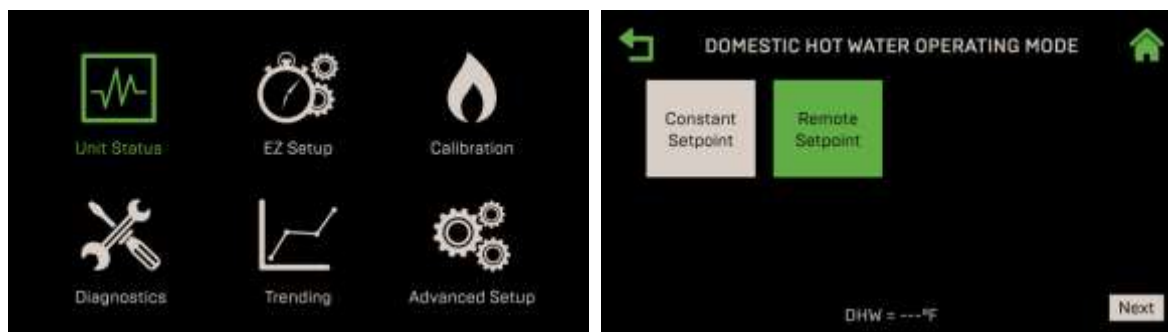 Unit Status
EZ Setup
Calibration
Diagnostics
Trending
Advanced Setup
DOMESTIC HOT WATER OPERATING MODE
Constant
Setpoint
Remote
Setpoint
DHW = ---°F
Next